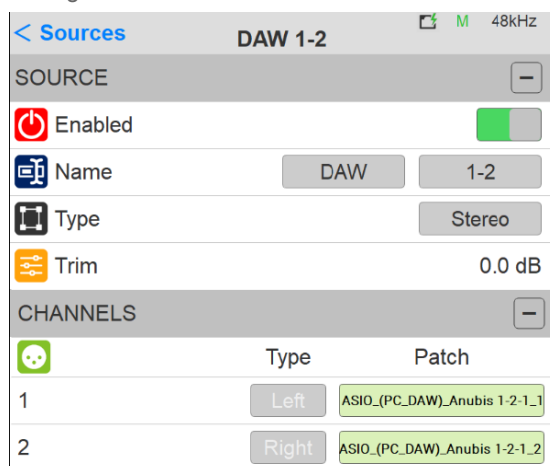 < Sources
DAW 1-2
M 48kHz
SOURCE
Enabled
Name DAW 1-2
Type Stereo
Trim 0.0 dB
CHANNELS
Type Patch
1 Left ASIO_(PC_DAW)_Anubis 1-2-1_1
2 Right ASIO_(PC_DAW)_Anubis 1-2-1_2